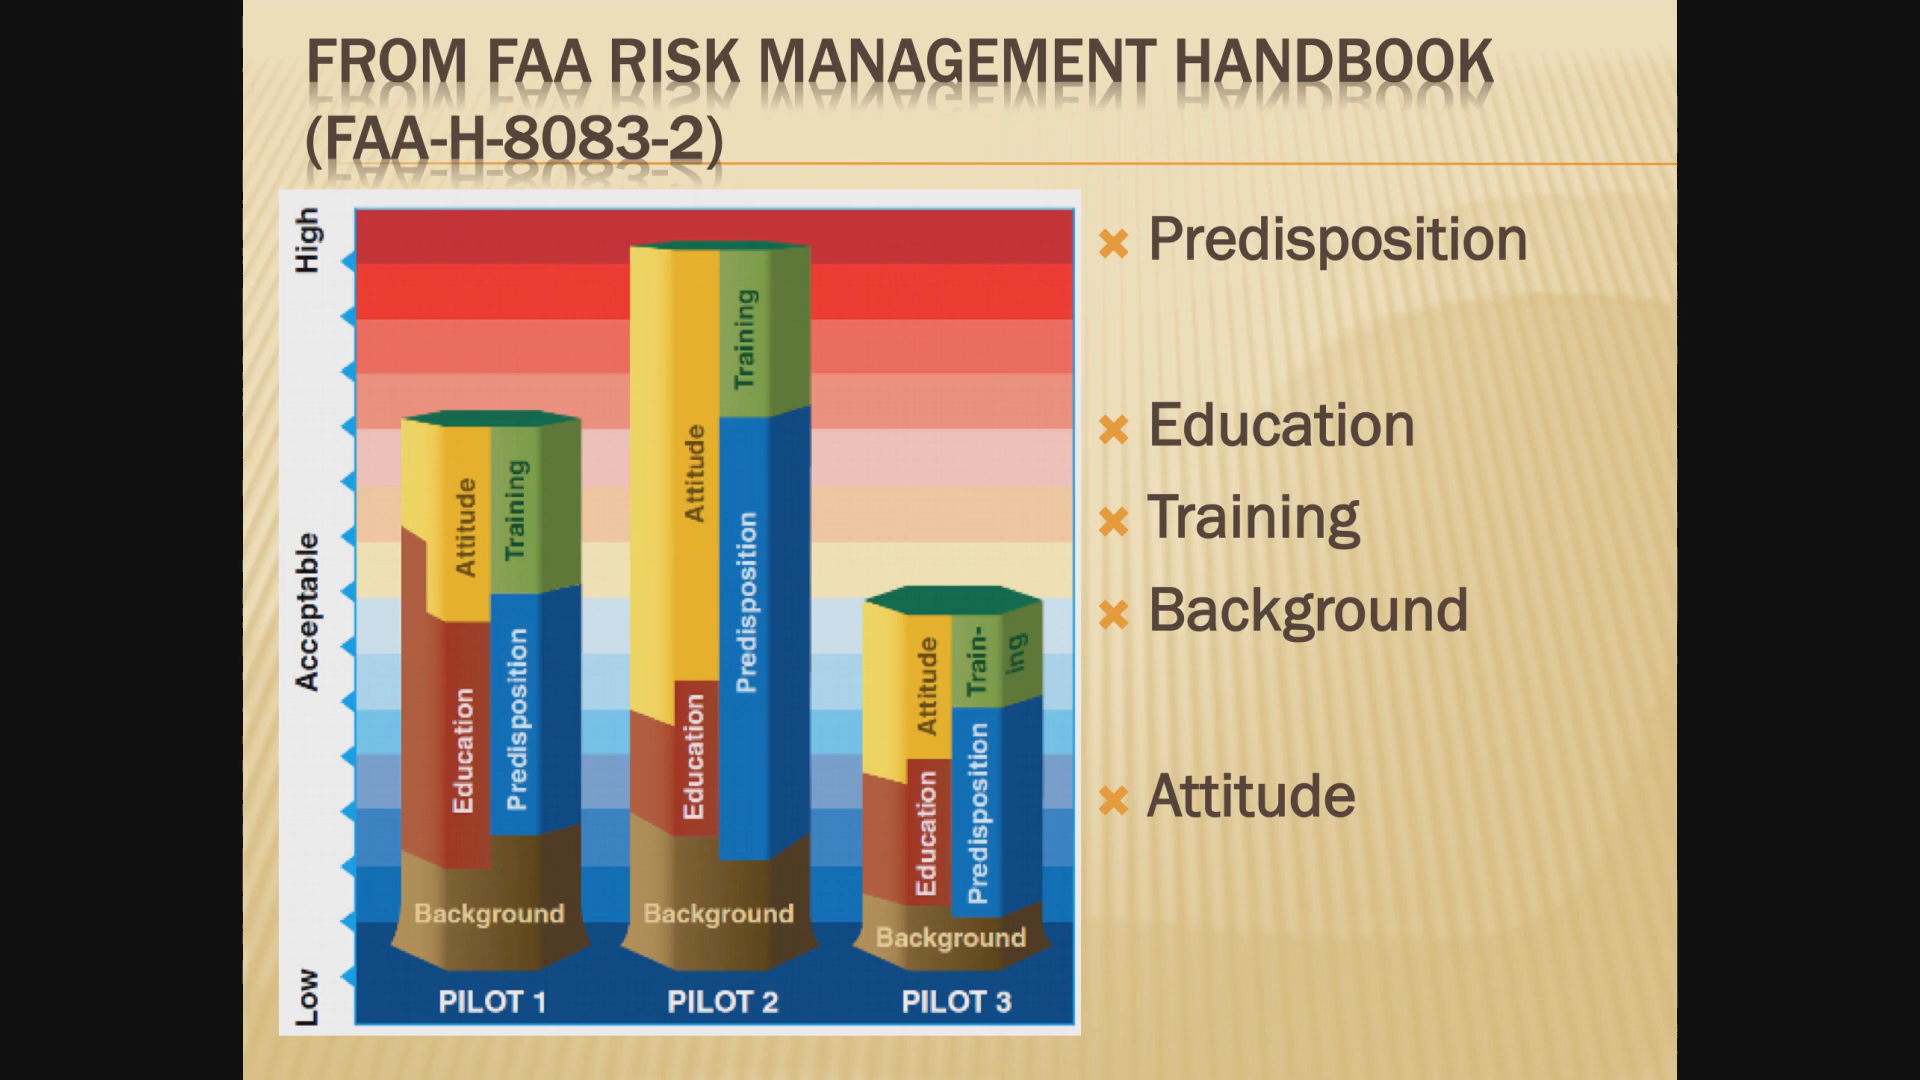 FROM FAA RISK MANAGEMENT HANDBOOK
(FAA-H-8083-2)
High
Acceptable
Low
Attitude
Training
Education
Predisposition
Background
PILOT 1
Attitude
Training
Education
Predisposition
Background
PILOT 2
Attitude
Train-
ing
Education
Predisposition
Background
PILOT 3
Predisposition
Education
Training
Background
Attitude